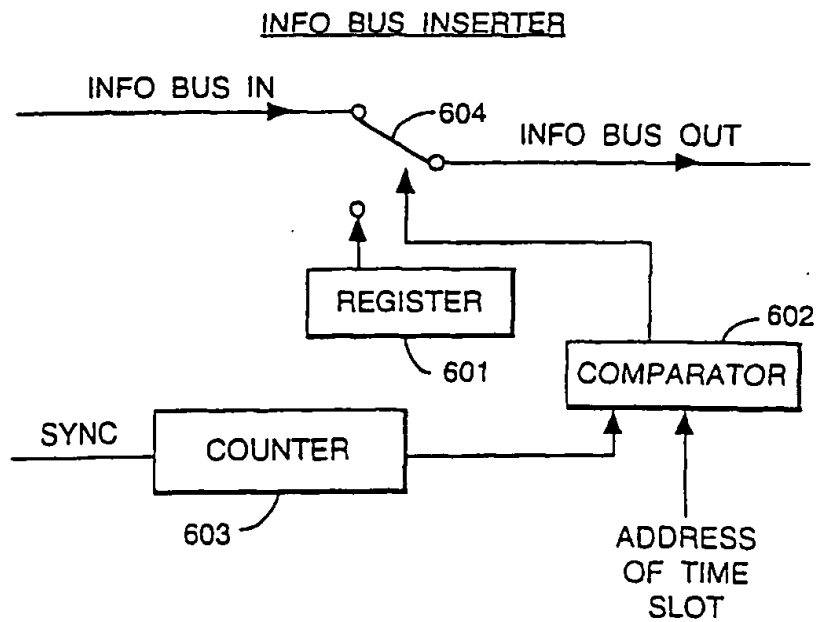 INFO BUS INSERTER
INFO BUS IN
604
INFO BUS OUT
REGISTER
601
602
COMPARATOR
SYNC
COUNTER
603
ADDRESS
OF TIME
SLOT